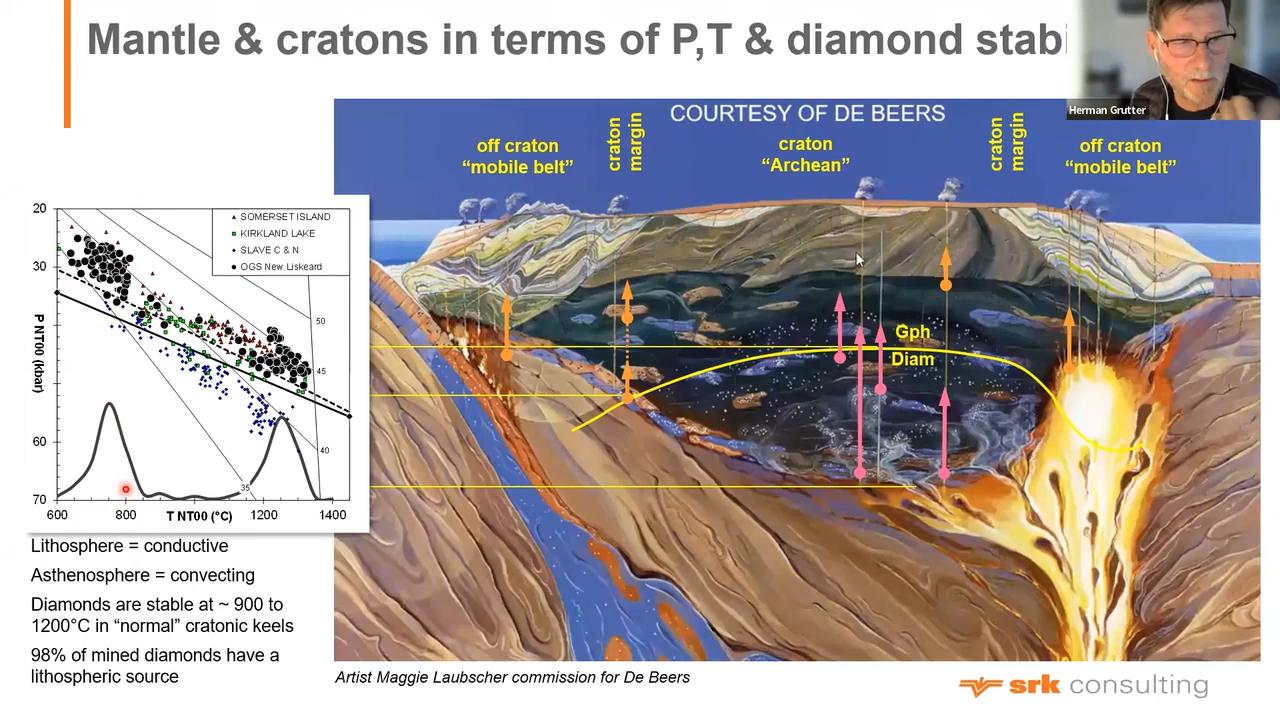 Mantle & cratons in terms of P,T & diamond stabi
Herman Grutter
COURTESY OF DE BEERS
off craton
“mobile belt”
craton
margin
craton
“Archean”
craton
margin
off craton
“mobile belt”
Gph
Diam
SOMERSET ISLAND
KIRKLAND LAKE
SLAVE C & N
OGS New Liskeard
20
30
60
70
P NT00 (kbar)
50
45
40
35
600
800
1200
1400
T NT00 (°C)
Lithosphere = conductive
Asthenosphere = convecting
Diamonds are stable at ~ 900 to
1200°C in “normal” cratonic keels
98% of mined diamonds have a
lithospheric source
Artist Maggie Laubscher commission for De Beers
srk consulting